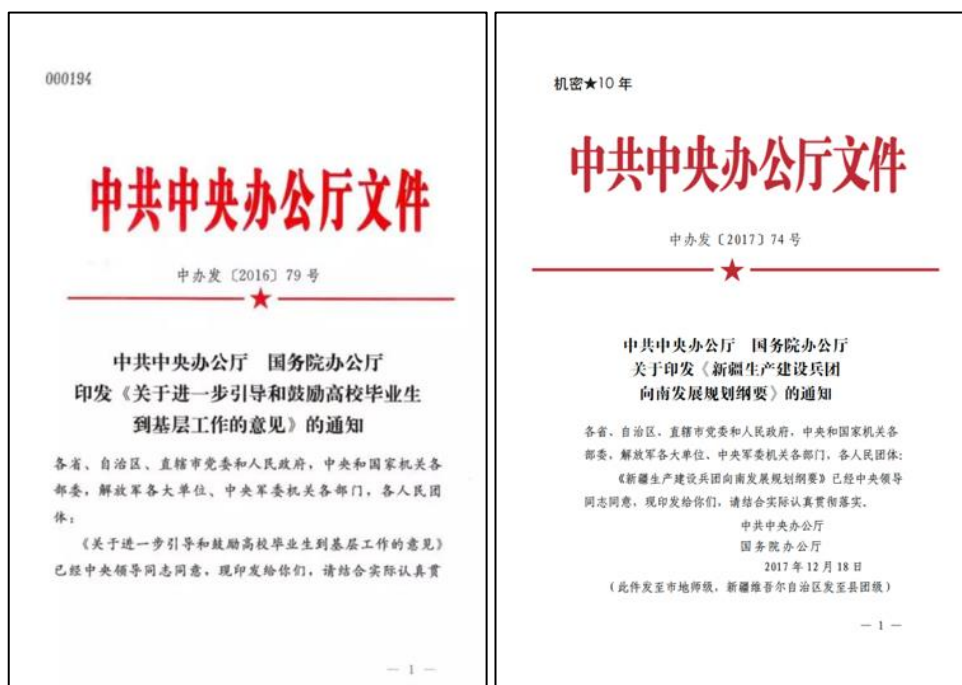 000194
中共中央办公厅文件
中办发〔2016〕79号
中共中央办公厅 国务院办公厅
印发《关于进一步引导和鼓励高校毕业生
到基层工作的意见》的通知
各省、自治区、直辖市党委和人民政府,中央和国家机关各
部委,解放军各大单位、中央军委机关各部门,各人民团
体:
《关于进一步引导和鼓励高校毕业生到基层工作的意见》
已经中央领导同志同意,现印发给你们,请结合实际认真贯
— 1 —
机密★10年
中共中央办公厅文件
中办发〔2017〕74号
中共中央办公厅 国务院办公厅
关于印发《新疆生产建设兵团
向南发展规划纲要》的通知
各省、自治区、直辖市党委和人民政府,中央和国家机关各
部委,解放军各大单位、中央军委机关各部门,各人民团体:
《新疆生产建设兵团向南发展规划纲要》已经中央领导
同志同意,现印发给你们,请结合实际认真贯彻落实。
中共中央办公厅
国务院办公厅
2017年12月18日
(此件发至市地师级,新疆维吾尔自治区发至县团级)
— 1 —